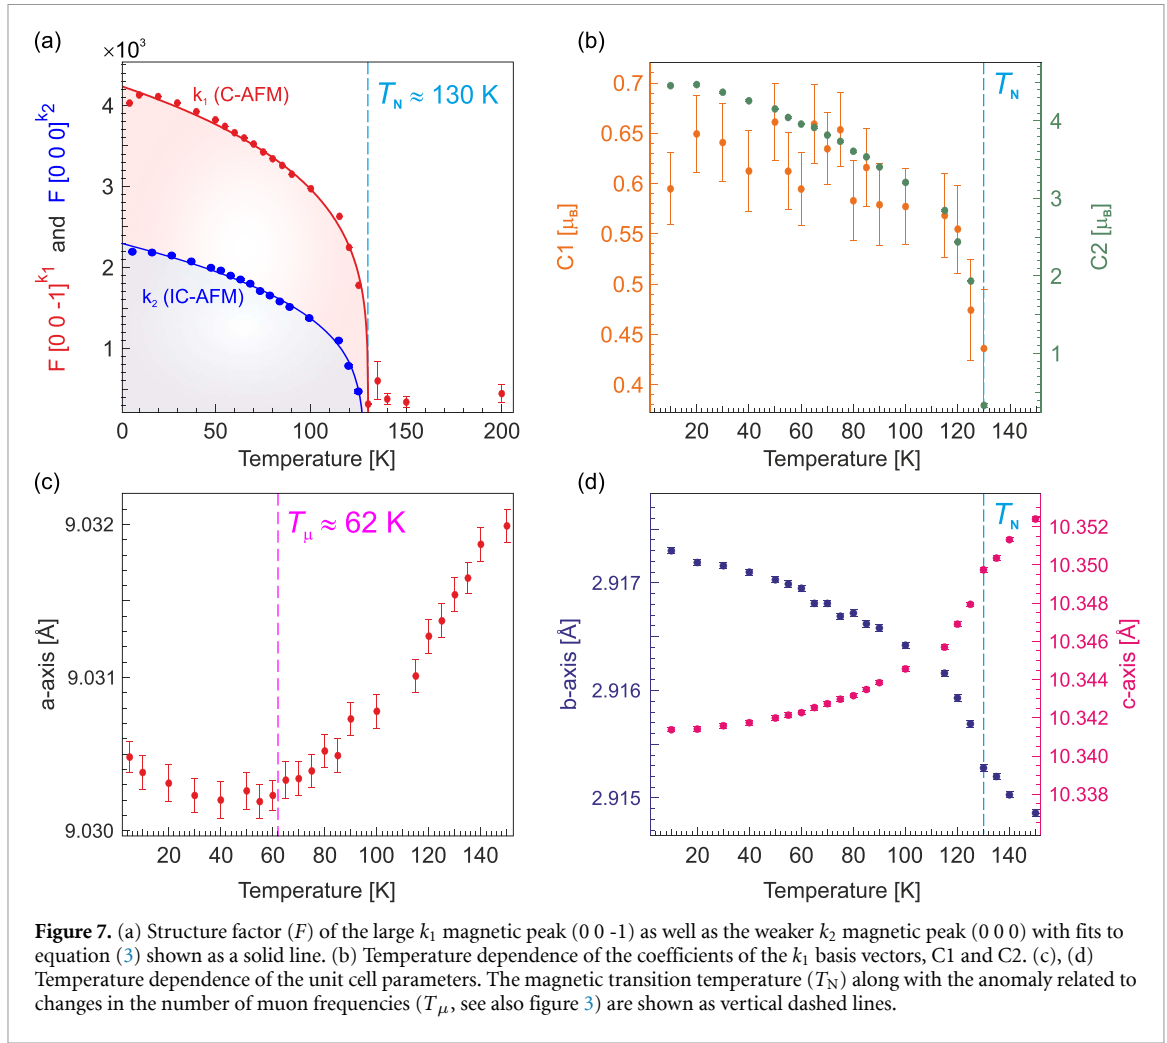 (a)
×10³
4
3
2
1
F [0 0 -1]^k₁ and F [0 0 0]^k₂
k₁ (C-AFM)
k₂ (IC-AFM)
T_N ≈ 130 K
0 50 100 150 200
Temperature [K]
(b)
0.7
0.65
0.6
0.55
0.5
0.45
0.4
C1 [μ_B]
T_N
4
3
2
1
C2 [μ_B]
20 40 60 80 100 120 140
Temperature [K]
(c)
9.032
9.031
9.030
a-axis [Å]
T_μ ≈ 62 K
20 40 60 80 100 120 140
Temperature [K]
(d)
2.917
2.916
2.915
b-axis [Å]
T_N
10.352
10.350
10.348
10.346
10.344
10.342
10.340
10.338
c-axis [Å]
20 40 60 80 100 120 140
Temperature [K]
Figure 7. (a) Structure factor (F) of the large k₁ magnetic peak (0 0 -1) as well as the weaker k₂ magnetic peak (0 0 0) with fits to
equation (3) shown as a solid line. (b) Temperature dependence of the coefficients of the k₁ basis vectors, C1 and C2. (c), (d)
Temperature dependence of the unit cell parameters. The magnetic transition temperature (T_N) along with the anomaly related to
changes in the number of muon frequencies (T_μ, see also figure 3) are shown as vertical dashed lines.